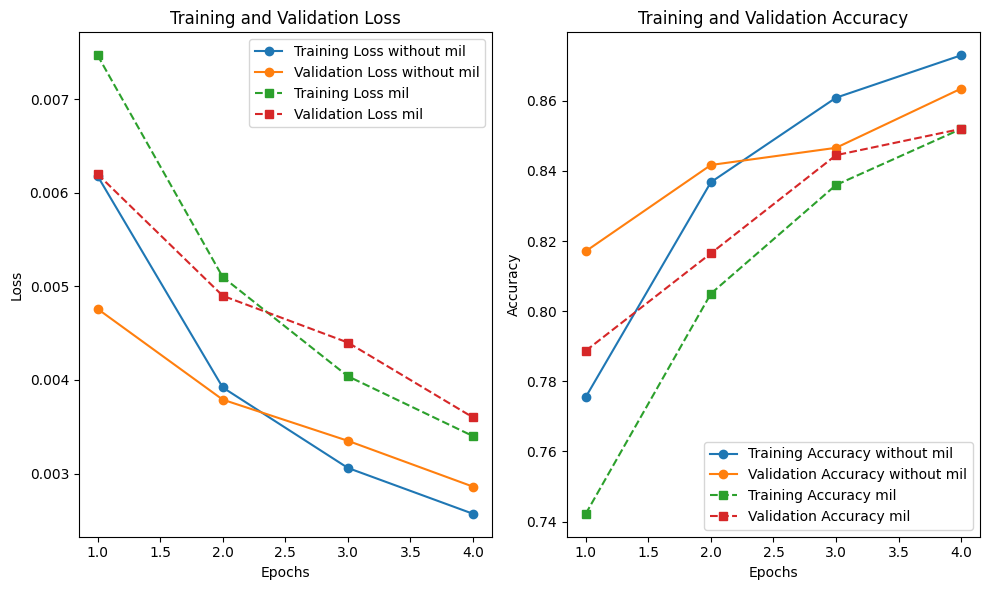 Training and Validation Loss
Training Loss without mil
Validation Loss without mil
Training Loss mil
Validation Loss mil
0.007
0.006
0.005
0.004
0.003
Loss
1.0 1.5 2.0 2.5 3.0 3.5 4.0
Epochs
Training and Validation Accuracy
0.86
0.84
0.82
0.80
0.78
0.76
0.74
Accuracy
Training Accuracy without mil
Validation Accuracy without mil
Training Accuracy mil
Validation Accuracy mil
1.0 1.5 2.0 2.5 3.0 3.5 4.0
Epochs